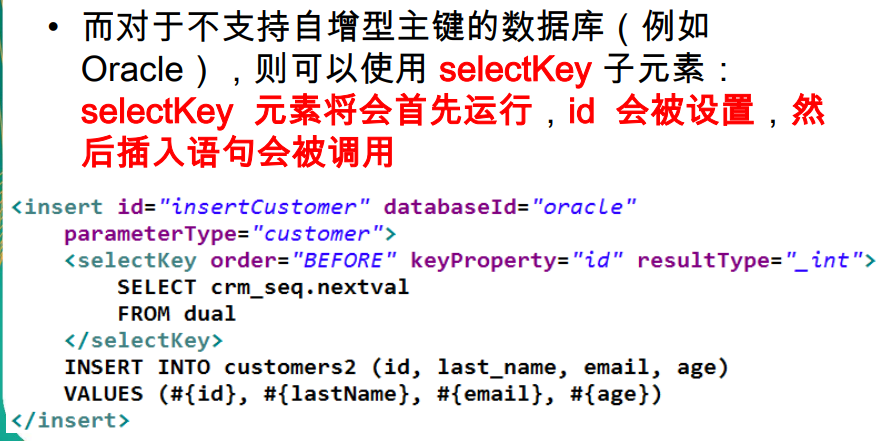 • 而对于不支持自增型主键的数据库（例如
Oracle），则可以使用 selectKey 子元素：
selectKey 元素将会首先运行，id 会被设置，然
后插入语句会被调用
<insert id="insertCustomer" databaseId="oracle"
    parameterType="customer">
    <selectKey order="BEFORE" keyProperty="id" resultType="_int">
        SELECT crm_seq.nextval
        FROM dual
    </selectKey>
    INSERT INTO customers2 (id, last_name, email, age)
    VALUES (#{id}, #{lastName}, #{email}, #{age})
</insert>